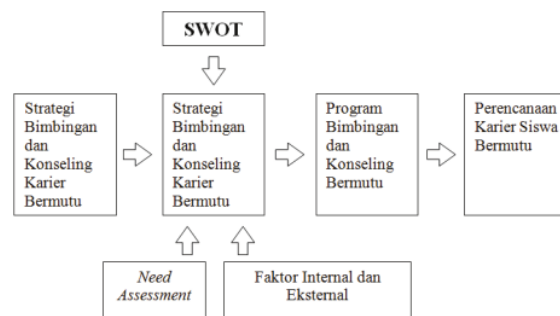 SWOT
Strategi
Bimbingan
dan
Konseling
Karier
Bermutu
Strategi
Bimbingan
dan
Konseling
Karier
Bermutu
Program
Bimbingan
dan
Konseling
Bermutu
Perencanaan
Karier Siswa
Bermutu
Need
Assessment
Faktor Internal dan
Eksternal